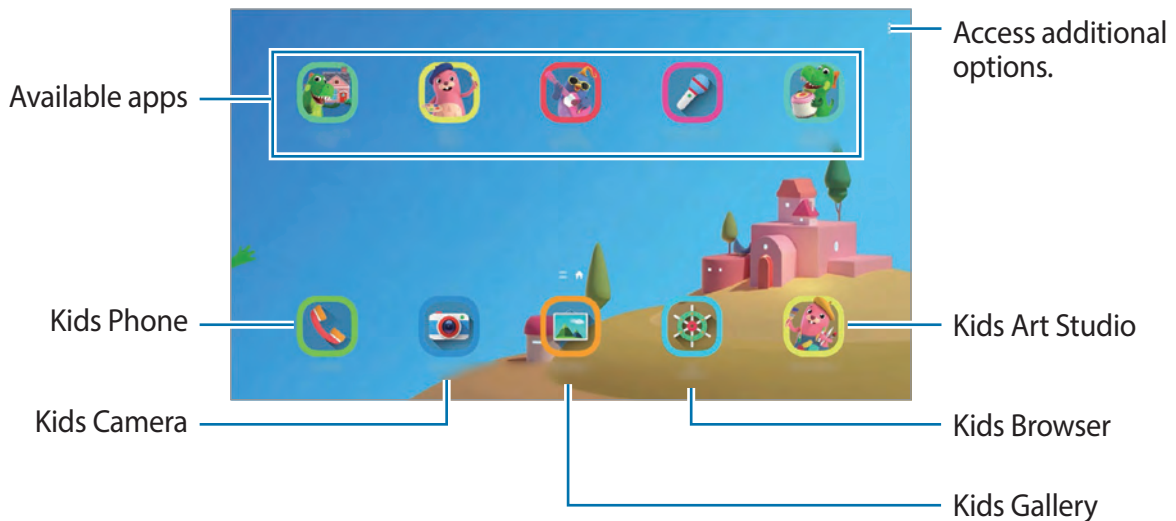 Access additional
options.
Available apps
Kids Phone
Kids Art Studio
Kids Camera
Kids Browser
Kids Gallery